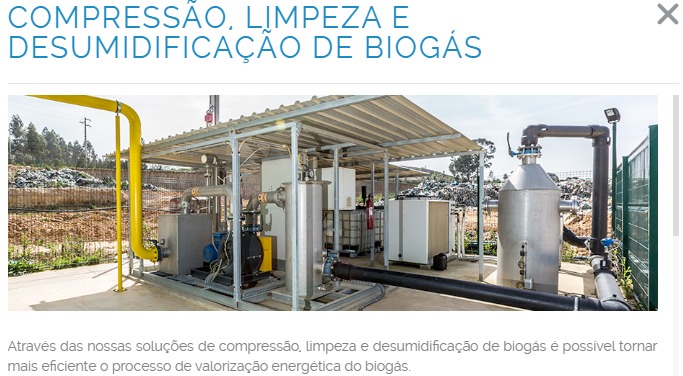 COMPRESSÃO, LIMPEZA E
DESUMIDIFICAÇÃO DE BIOGÁS
Através das nossas soluções de compressão, limpeza e desumidificação de biogás é possível tornar
mais eficiente o processo de valorização energética do biogás.